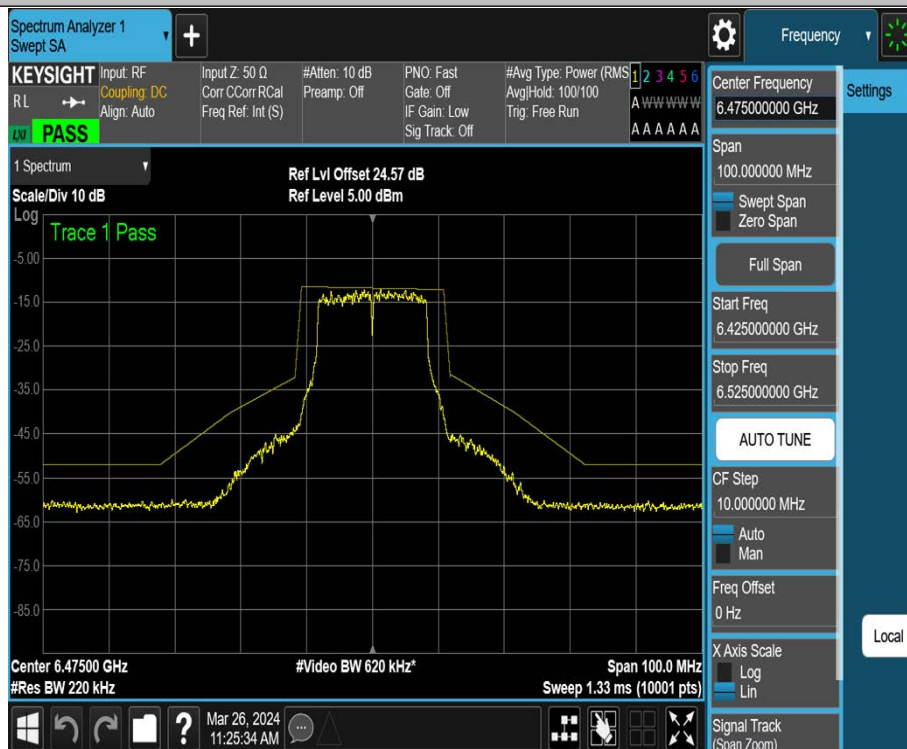 Spectrum Analyzer 1
Swept SA
Frequency
KEYSIGHT
RL
LXI
PASS
Input: RF
Coupling: DC
Align: Auto
Input Z: 50 Ω
Corr CCorr RCal
Freq Ref: Int (S)
#Atten: 10 dB
Preamp: Off
PNO: Fast
Gate: Off
IF Gain: Low
Sig Track: Off
#Avg Type: Power (RMS
Avg|Hold: 100/100
Trig: Free Run
1 2 3 4 5 6
A W W W W W
A A A A A A
Center Frequency
6.475000000 GHz
Settings
Span
100.000000 MHz
Swept Span
Zero Span
Full Span
Start Freq
6.425000000 GHz
Stop Freq
6.525000000 GHz
AUTO TUNE
CF Step
10.000000 MHz
Auto
Man
Freq Offset
0 Hz
X Axis Scale
Log
Lin
Signal Track
(Span Zoom)
Local
1 Spectrum
Scale/Div 10 dB
Ref Lvl Offset 24.57 dB
Ref Level 5.00 dBm
Log
Trace 1 Pass
-5.00
-15.0
-25.0
-35.0
-45.0
-55.0
-65.0
-75.0
-85.0
Center 6.47500 GHz
#Res BW 220 kHz
#Video BW 620 kHz*
Span 100.0 MHz
Sweep 1.33 ms (10001 pts)
?
Mar 26, 2024
11:25:34 AM